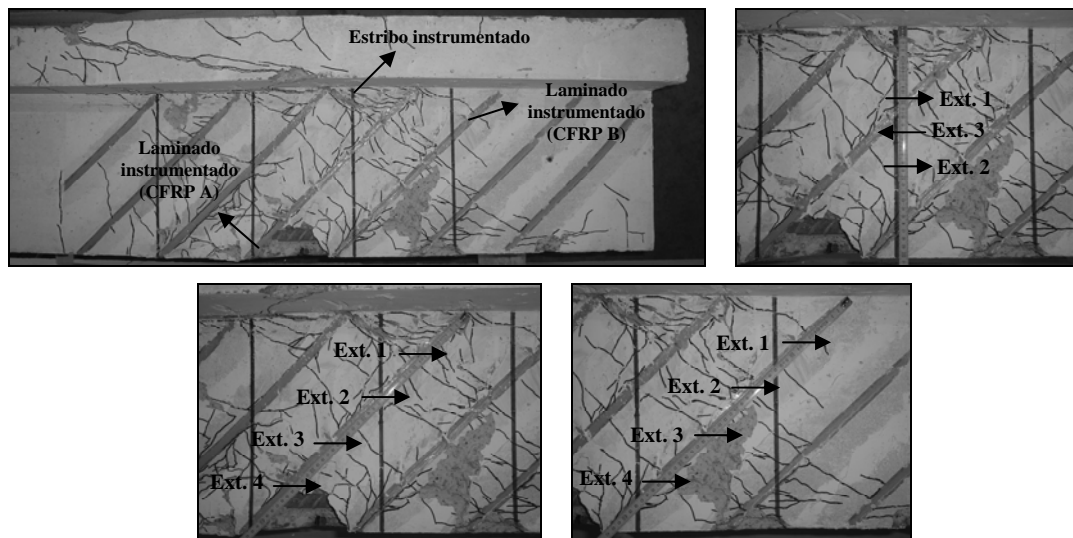 Estribo instrumentado
Laminado
instrumentado
(CFRP B)
Laminado
instrumentado
(CFRP A)
Ext. 1
Ext. 3
Ext. 2
Ext. 1
Ext. 2
Ext. 3
Ext. 4
Ext. 1
Ext. 2
Ext. 3
Ext. 4